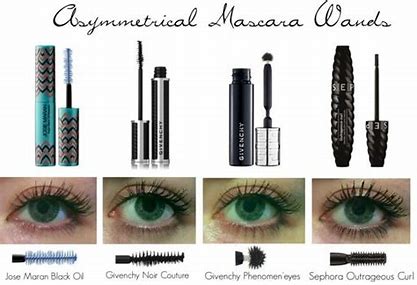 Asymmetrical Mascara Wands
GIVENCHY
GIVENCHY
SEP
Jose Maran Black Oil
Givenchy Noir Couture
Givenchy Phenomen'eyes
Sephora Outrageous Curl